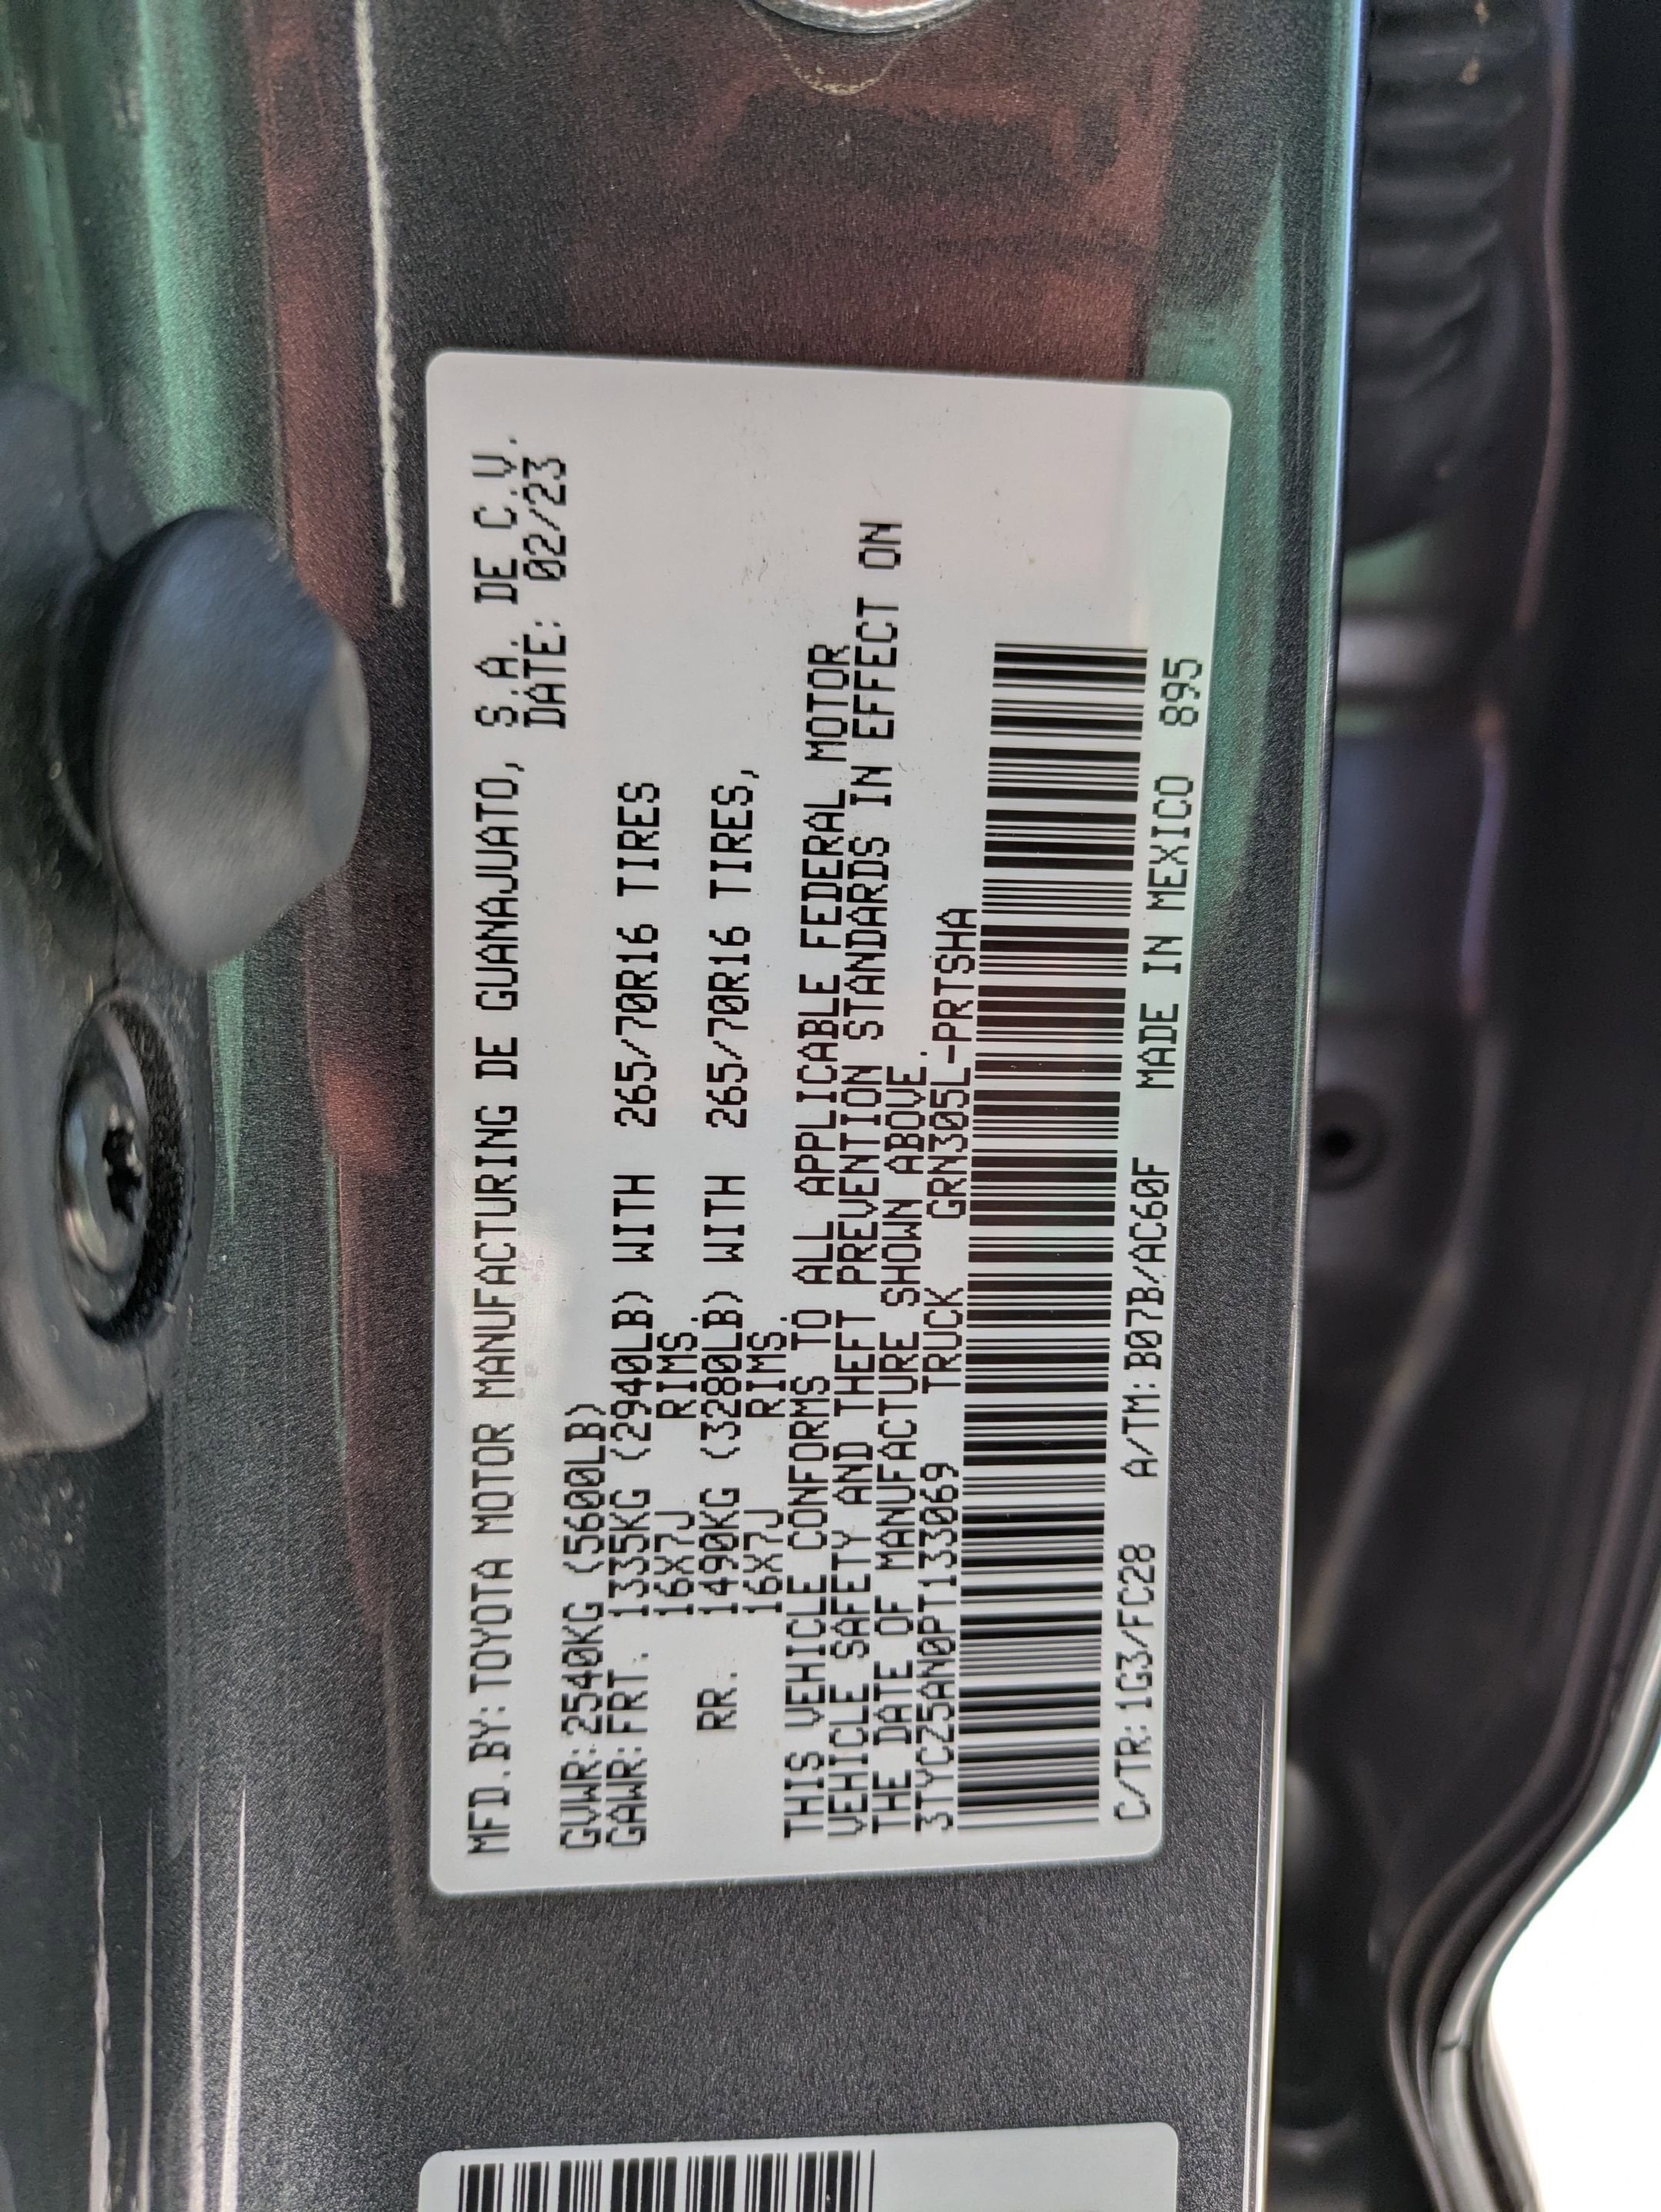 MFD.BY:TOYOTA MOTOR MANUFACTURING DE GUANAJUATO, S.A. DE C.V.
DATE: 02/23
GVWR:2540KG (5600LB)
GAWR:FRT. 1335KG (2940LB) WITH 265/70R16 TIRES
16X7J RIMS.
RR. 1490KG (3280LB) WITH 265/70R16 TIRES,
16X7J RIMS.
THIS VEHICLE CONFORMS TO ALL APPLICABLE FEDERAL MOTOR
VEHICLE SAFETY AND THEFT PREVENTION STANDARDS IN EFFECT ON
THE DATE OF MANUFACTURE SHOWN ABOVE.
3TYCZ5AN0PT133069 TRUCK GRN305L-PRTSHA
C/TR:1G3/FC28 A/TM:B07B/AC60F MADE IN MEXICO 895